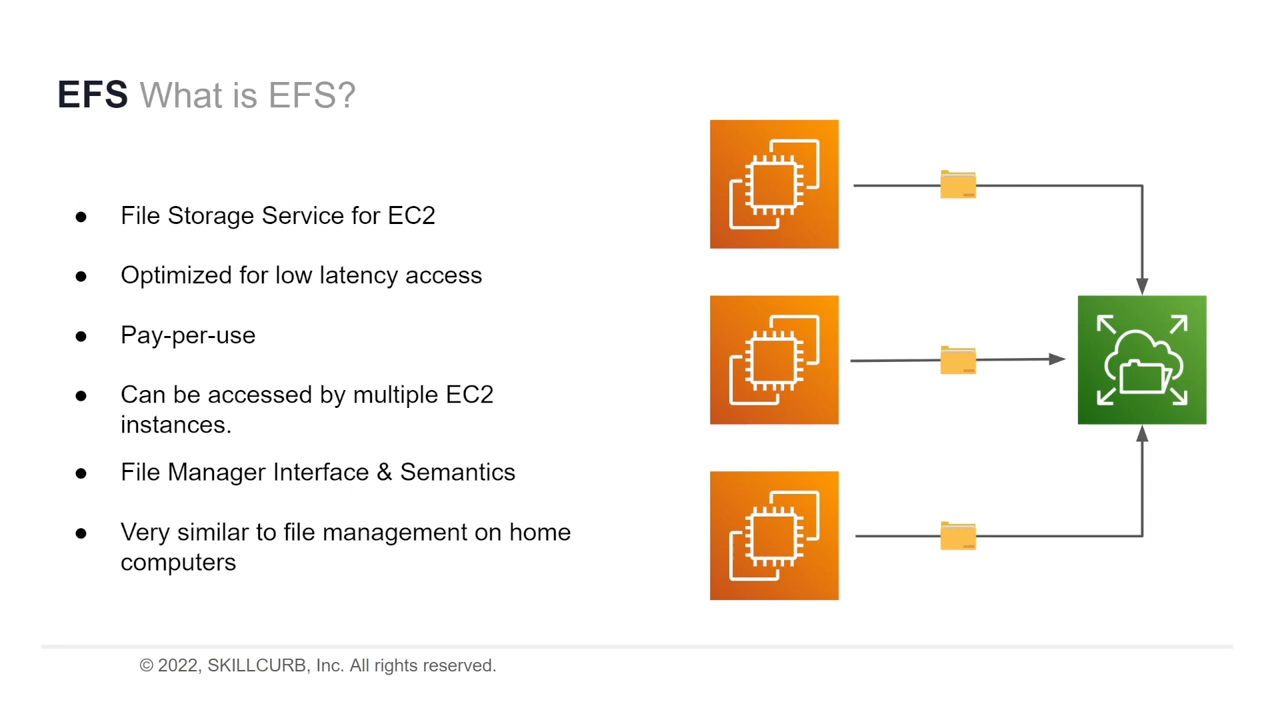 EFS What is EFS?
● File Storage Service for EC2
● Optimized for low latency access
● Pay-per-use
● Can be accessed by multiple EC2
instances.
● File Manager Interface & Semantics
● Very similar to file management on home
computers
© 2022, SKILLCURB, Inc. All rights reserved.